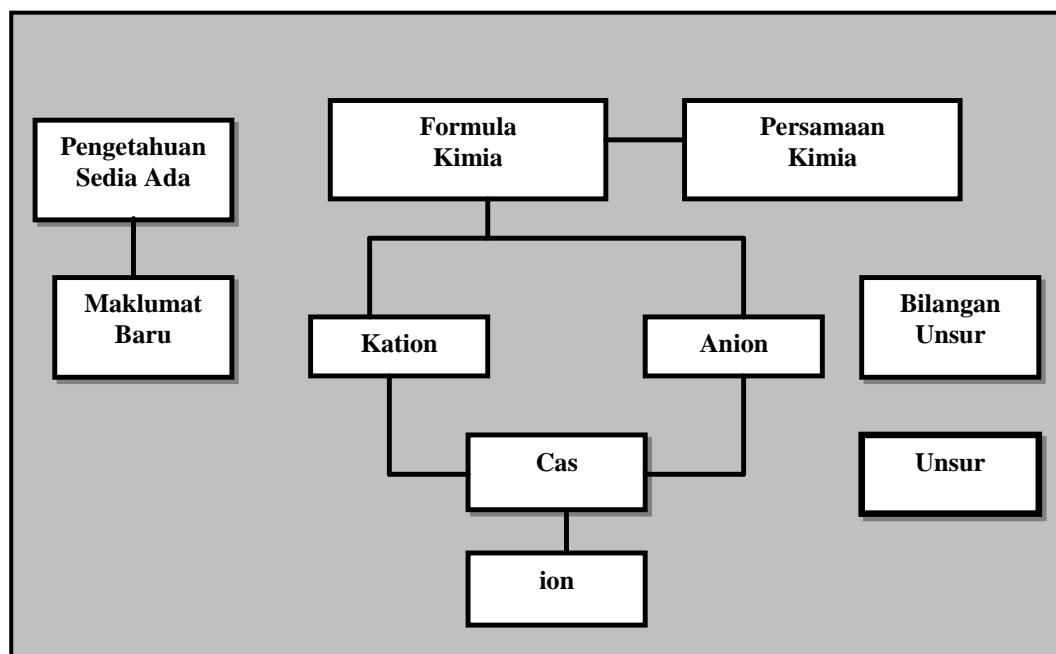 Formula
Kimia
Persamaan
Kimia
Pengetahuan
Sedia Ada
Maklumat
Baru
Kation
Anion
Bilangan
Unsur
Cas
Unsur
ion